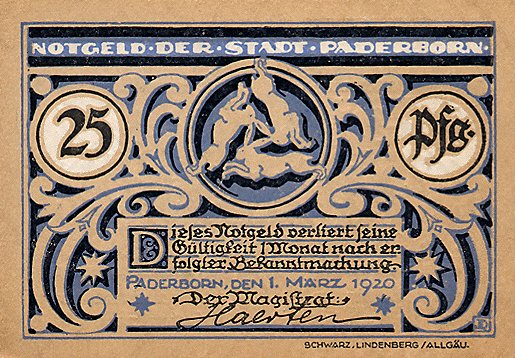 NOTGELD · DER · STADT · PADERBORN ·
25 Pfg.
Dieses Notgeld verliert seine
Gültigkeit 1 Monat nach er
folgter Bekanntmachung.
PADERBORN, DEN 1. MÄRZ 1920
Der Magistrat:
Haerten
SCHWARZ, LINDENBERG/ALLGÄU.